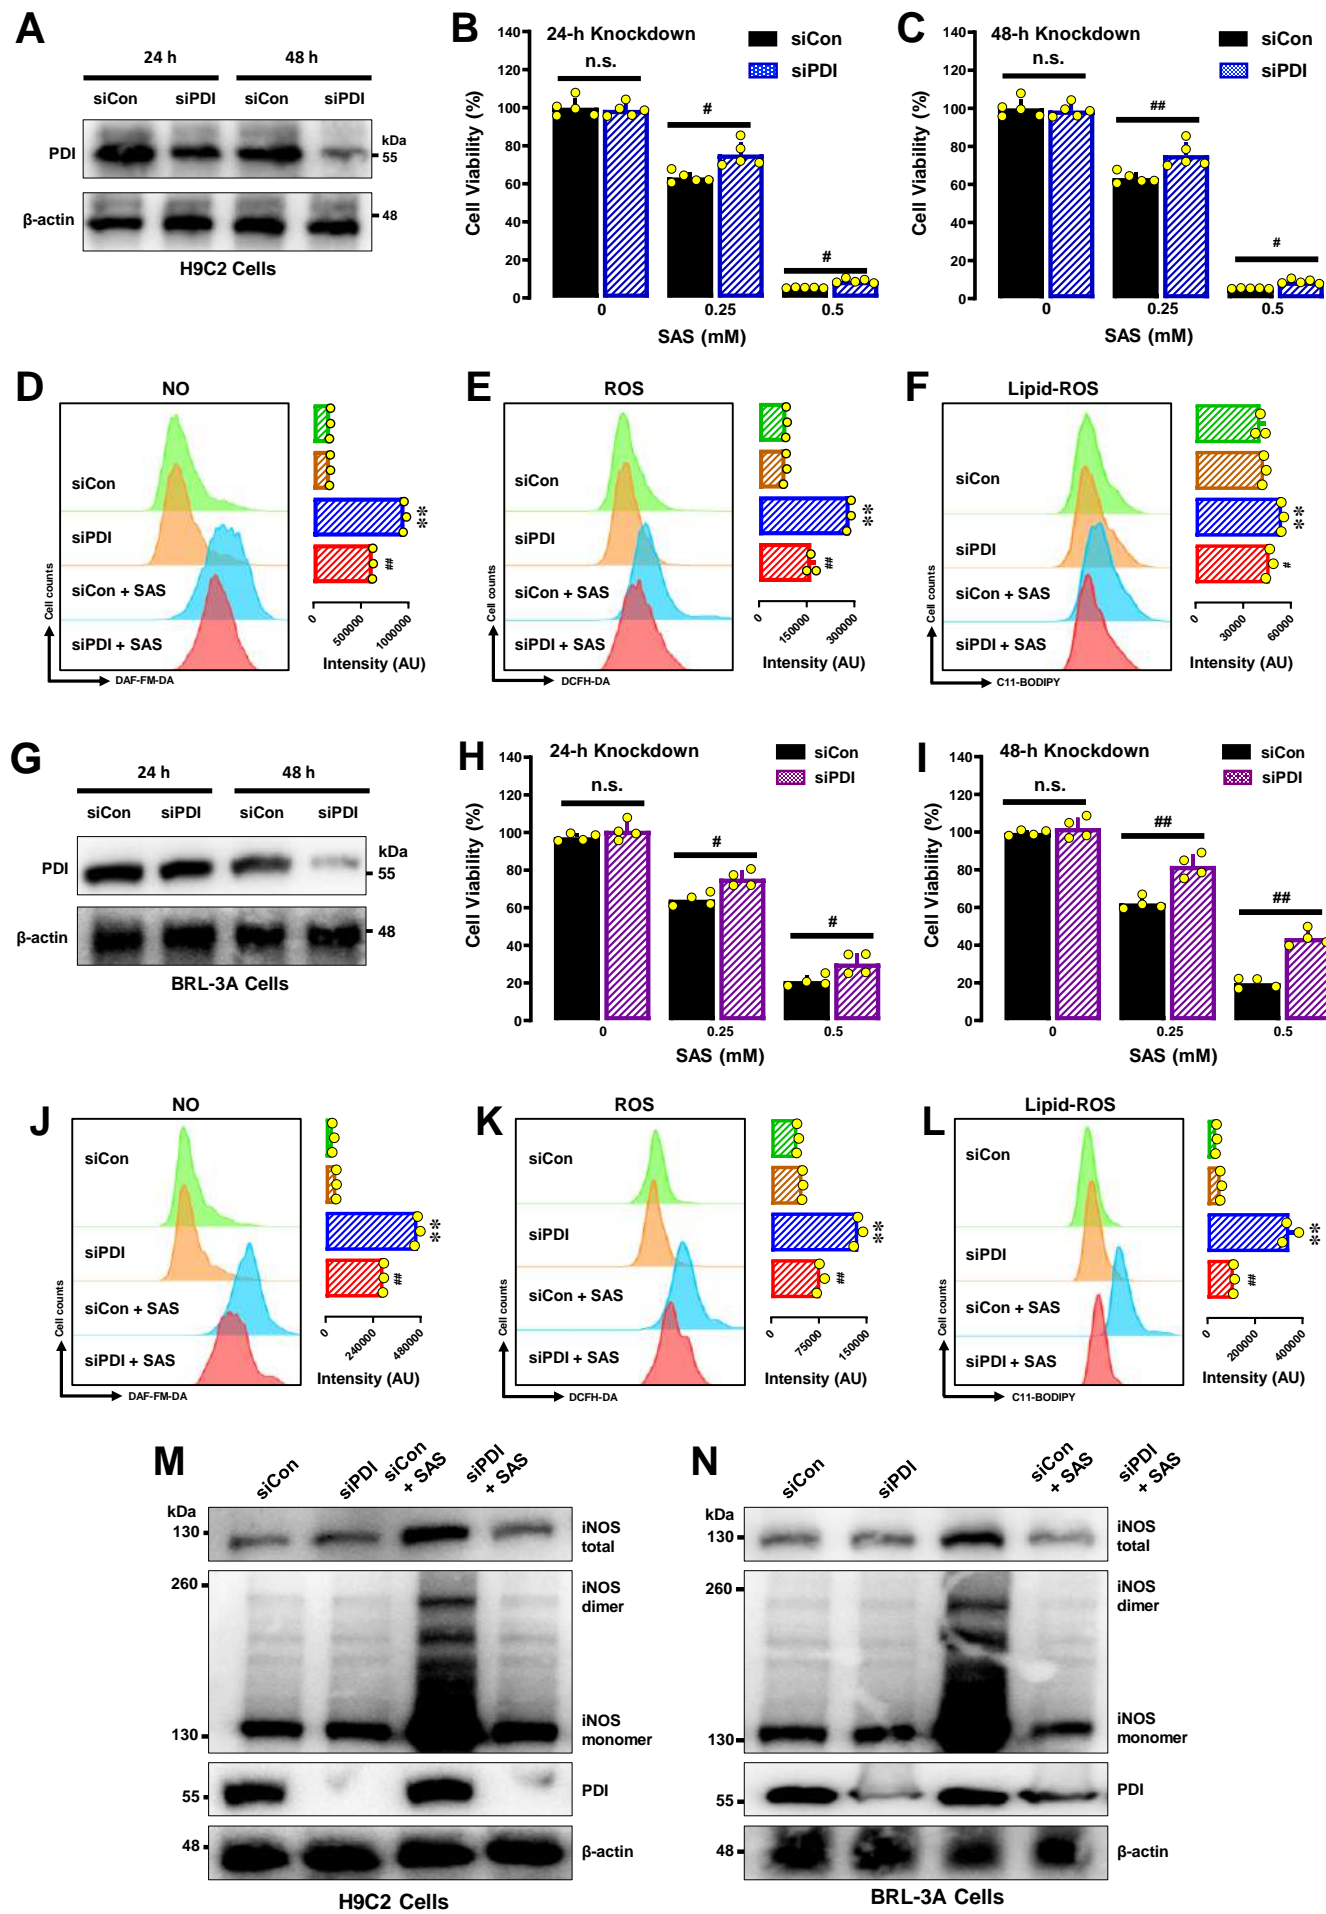 A
24 h
48 h
siCon
siPDI
siCon
siPDI
kDa
PDI
55
β-actin
48
H9C2 Cells
B
24-h Knockdown
siCon
siPDI
Cell Viability (%)
140
120
100
80
60
40
20
0
n.s.
#
#
0
0.25
0.5
SAS (mM)
C
48-h Knockdown
siCon
siPDI
Cell Viability (%)
140
120
100
80
60
40
20
0
n.s.
##
#
0
0.25
0.5
SAS (mM)
D
NO
siCon
siPDI
siCon + SAS
siPDI + SAS
Cell counts
DAF-FM-DA
**
##
0
500000
1000000
Intensity (AU)
E
ROS
siCon
siPDI
siCon + SAS
siPDI + SAS
Cell counts
DCFH-DA
**
##
0
150000
300000
Intensity (AU)
F
Lipid-ROS
siCon
siPDI
siCon + SAS
siPDI + SAS
Cell counts
C11-BODIPY
**
#
0
30000
60000
Intensity (AU)
G
24 h
48 h
siCon
siPDI
siCon
siPDI
kDa
PDI
55
β-actin
48
BRL-3A Cells
H
24-h Knockdown
siCon
siPDI
Cell Viability (%)
140
120
100
80
60
40
20
0
n.s.
#
#
0
0.25
0.5
SAS (mM)
I
48-h Knockdown
siCon
siPDI
Cell Viability (%)
140
120
100
80
60
40
20
0
n.s.
##
##
0
0.25
0.5
SAS (mM)
J
NO
siCon
siPDI
siCon + SAS
siPDI + SAS
Cell counts
DAF-FM-DA
**
##
0
240000
480000
Intensity (AU)
K
ROS
siCon
siPDI
siCon + SAS
siPDI + SAS
Cell counts
DCFH-DA
**
##
0
75000
150000
Intensity (AU)
L
Lipid-ROS
siCon
siPDI
siCon + SAS
siPDI + SAS
Cell counts
C11-BODIPY
**
##
0
200000
400000
Intensity (AU)
M
siCon
siPDI
siCon
+ SAS
siPDI
+ SAS
kDa
130
iNOS
total
260
iNOS
dimer
130
iNOS
monomer
55
PDI
48
β-actin
H9C2 Cells
N
siCon
siPDI
siCon
+ SAS
siPDI
+ SAS
kDa
130
iNOS
total
260
iNOS
dimer
130
iNOS
monomer
55
PDI
48
β-actin
BRL-3A Cells